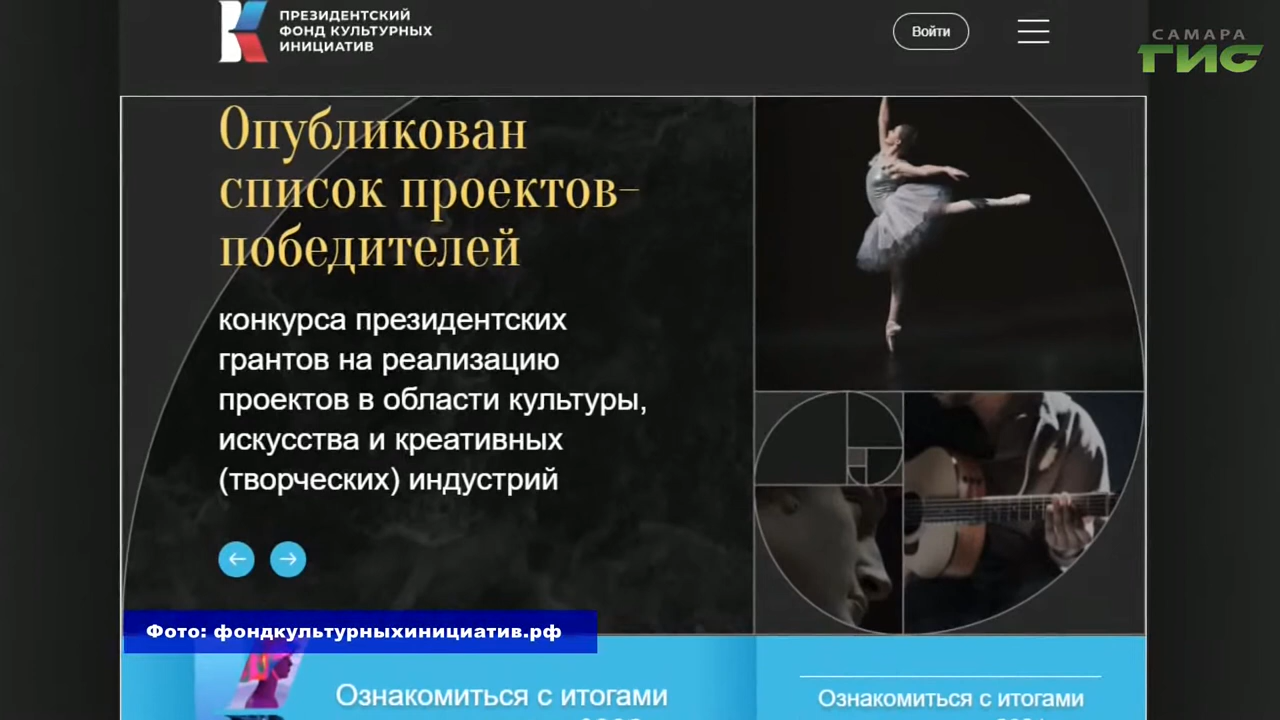 ПРЕЗИДЕНТСКИЙ
ФОНД КУЛЬТУРНЫХ
ИНИЦИАТИВ
Войти
САМАРА
ГИС
Опубликован
список проектов-
победителей
конкурса президентских
грантов на реализацию
проектов в области культуры,
искусства и креативных
(творческих) индустрий
Фото: фондкультурныхинициатив.рф
Ознакомиться с итогами
Ознакомиться с итогами